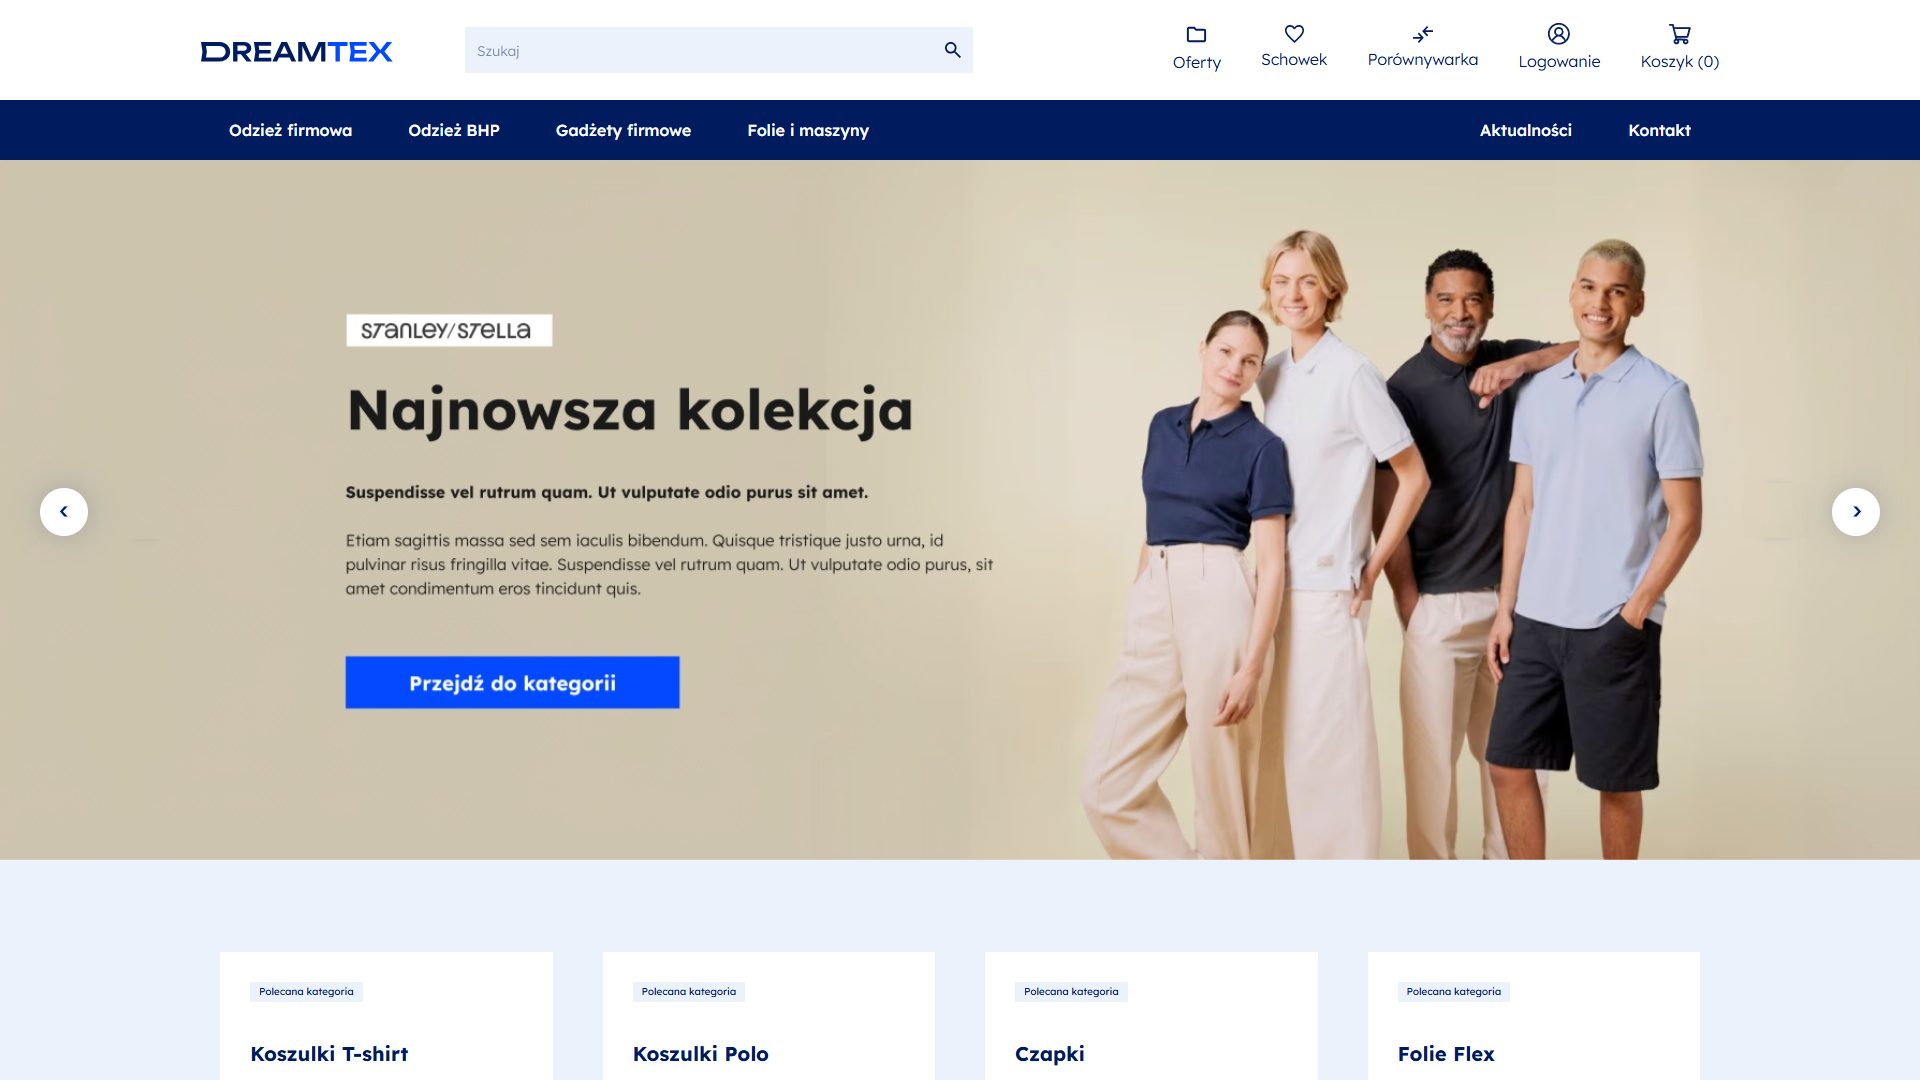 DREAMTEX
Szukaj
Oferty
Schowek
Porównywarka
Logowanie
Koszyk (0)
Odzież firmowa
Odzież BHP
Gadżety firmowe
Folie i maszyny
Aktualności
Kontakt
STANLEY/STELLA
Najnowsza kolekcja
Suspendisse vel rutrum quam. Ut vulputate odio purus sit amet.
Etiam sagittis massa sed sem iaculis bibendum. Quisque tristique justo urna, id
pulvinar risus fringilla vitae. Suspendisse vel rutrum quam. Ut vulputate odio purus, sit
amet condimentum eros tincidunt quis.
Przejdź do kategorii
Polecana kategoria
Koszulki T-shirt
Polecana kategoria
Koszulki Polo
Polecana kategoria
Czapki
Polecana kategoria
Folie Flex